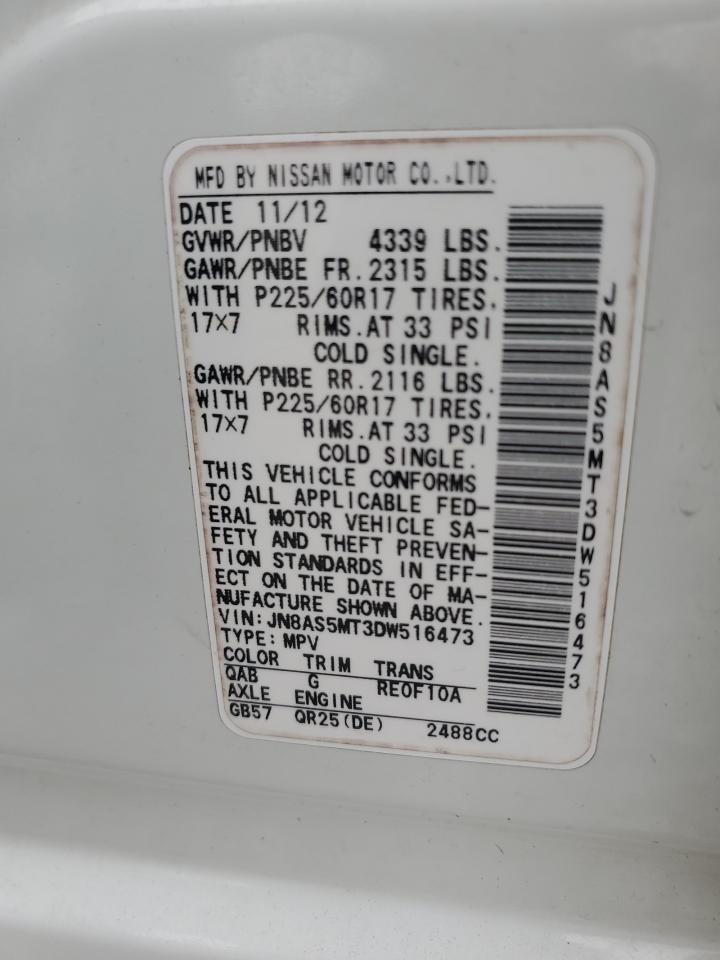 MFD BY NISSAN MOTOR CO.,LTD.
DATE 11/12
GVWR/PNBV 4339 LBS.
GAWR/PNBE FR. 2315 LBS.
WITH P225/60R17 TIRES.
17×7 RIMS. AT 33 PSI
COLD SINGLE.
GAWR/PNBE RR. 2116 LBS.
WITH P225/60R17 TIRES.
17×7 RIMS. AT 33 PSI
COLD SINGLE.
THIS VEHICLE CONFORMS
TO ALL APPLICABLE FED-
ERAL MOTOR VEHICLE SA-
FETY AND THEFT PREVEN-
TION STANDARDS IN EFF-
ECT ON THE DATE OF MA-
NUFACTURE SHOWN ABOVE.
VIN: JN8AS5MT3DW516473
TYPE: MPV
COLOR TRIM TRANS
QAB G RE0F10A
AXLE ENGINE
GB57 QR25(DE) 2488CC
JN8AS5MT3DW516473